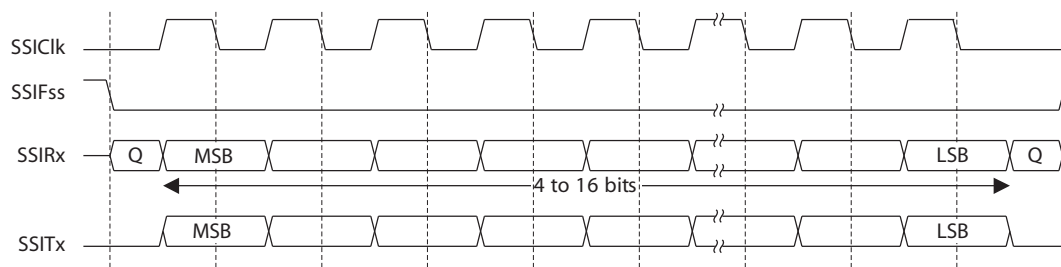 SSIClk
SSIFss
SSIRx Q MSB LSB Q
4 to 16 bits
SSITx MSB LSB